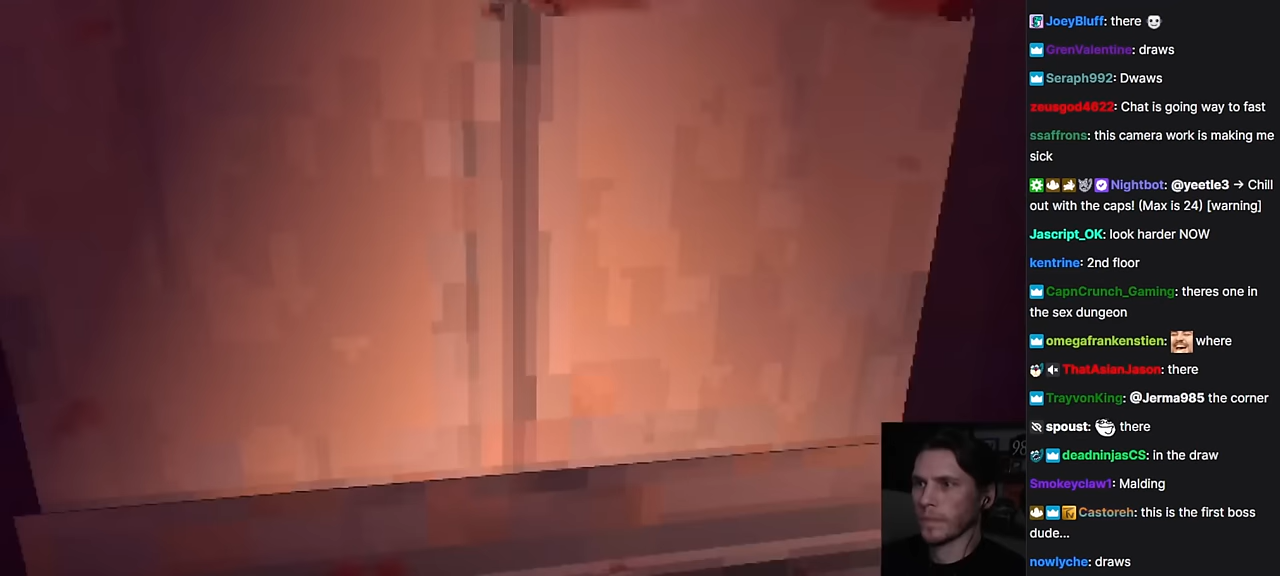 JoeyBluff: there
GrenValentine: draws
Seraph992: Dwaws
zeusgod4622: Chat is going way to fast
ssaffrons: this camera work is making me
sick
Nightbot: @yeetle3 → Chill
out with the caps! (Max is 24) [warning]
Jascript_OK: look harder NOW
kentrine: 2nd floor
CapnCrunch_Gaming: theres one in
the sex dungeon
omegafrankenstien: where
ThatAsianJason: there
TrayvonKing: @Jerma985 the corner
spoust: there
deadninjasCS: in the draw
Smokeyclaw1: Malding
Castoreh: this is the first boss
dude...
nowlyche: draws